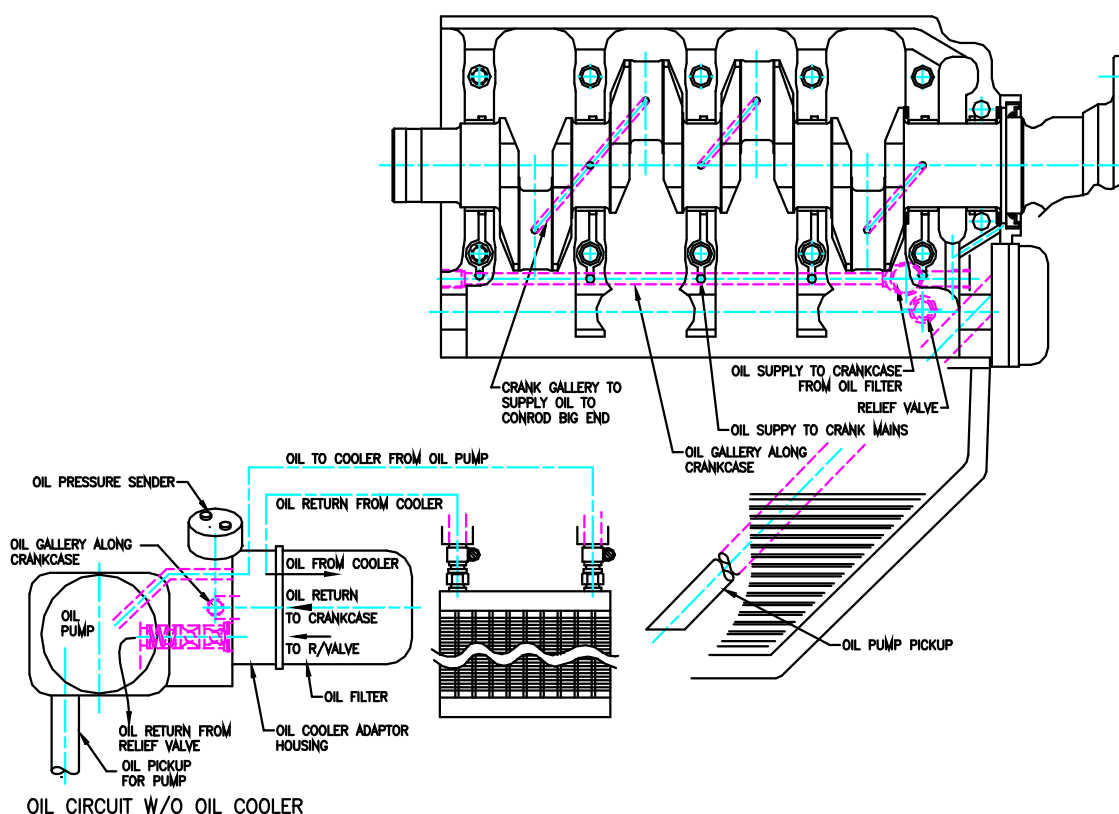 OIL SUPPLY TO CRANKCASE
FROM OIL FILTER
CRANK GALLERY TO
SUPPLY OIL TO
CONROD BIG END
RELIEF VALVE
OIL SUPPY TO CRANK MAINS
OIL GALLERY ALONG
CRANKCASE
OIL TO COOLER FROM OIL PUMP
OIL PRESSURE SENDER
OIL RETURN FROM COOLER
OIL GALLERY ALONG
CRANKCASE
OIL FROM COOLER
OIL RETURN
TO CRANKCASE
OIL
PUMP
TO R/VALVE
OIL PUMP PICKUP
OIL FILTER
OIL RETURN FROM
RELIEF VALVE
OIL COOLER ADAPTOR
HOUSING
OIL PICKUP
FOR PUMP
OIL CIRCUIT W/O OIL COOLER